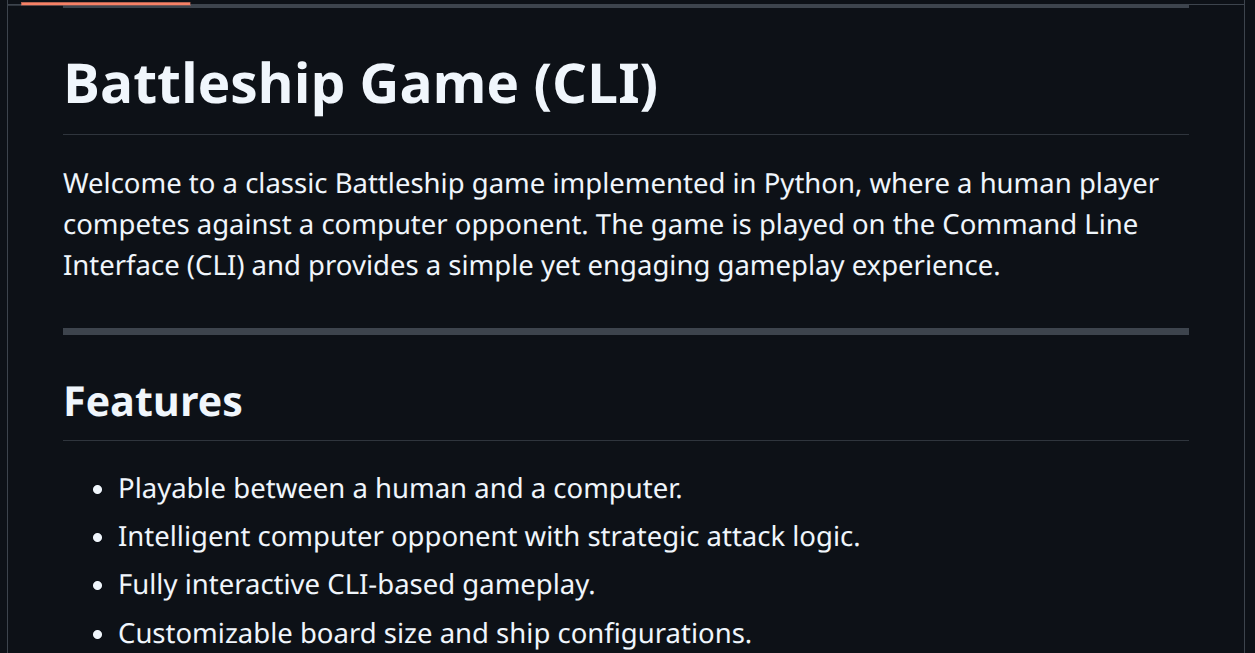 Battleship Game (CLI)
Welcome to a classic Battleship game implemented in Python, where a human player
competes against a computer opponent. The game is played on the Command Line
Interface (CLI) and provides a simple yet engaging gameplay experience.
Features
Playable between a human and a computer.
Intelligent computer opponent with strategic attack logic.
Fully interactive CLI-based gameplay.
Customizable board size and ship configurations.